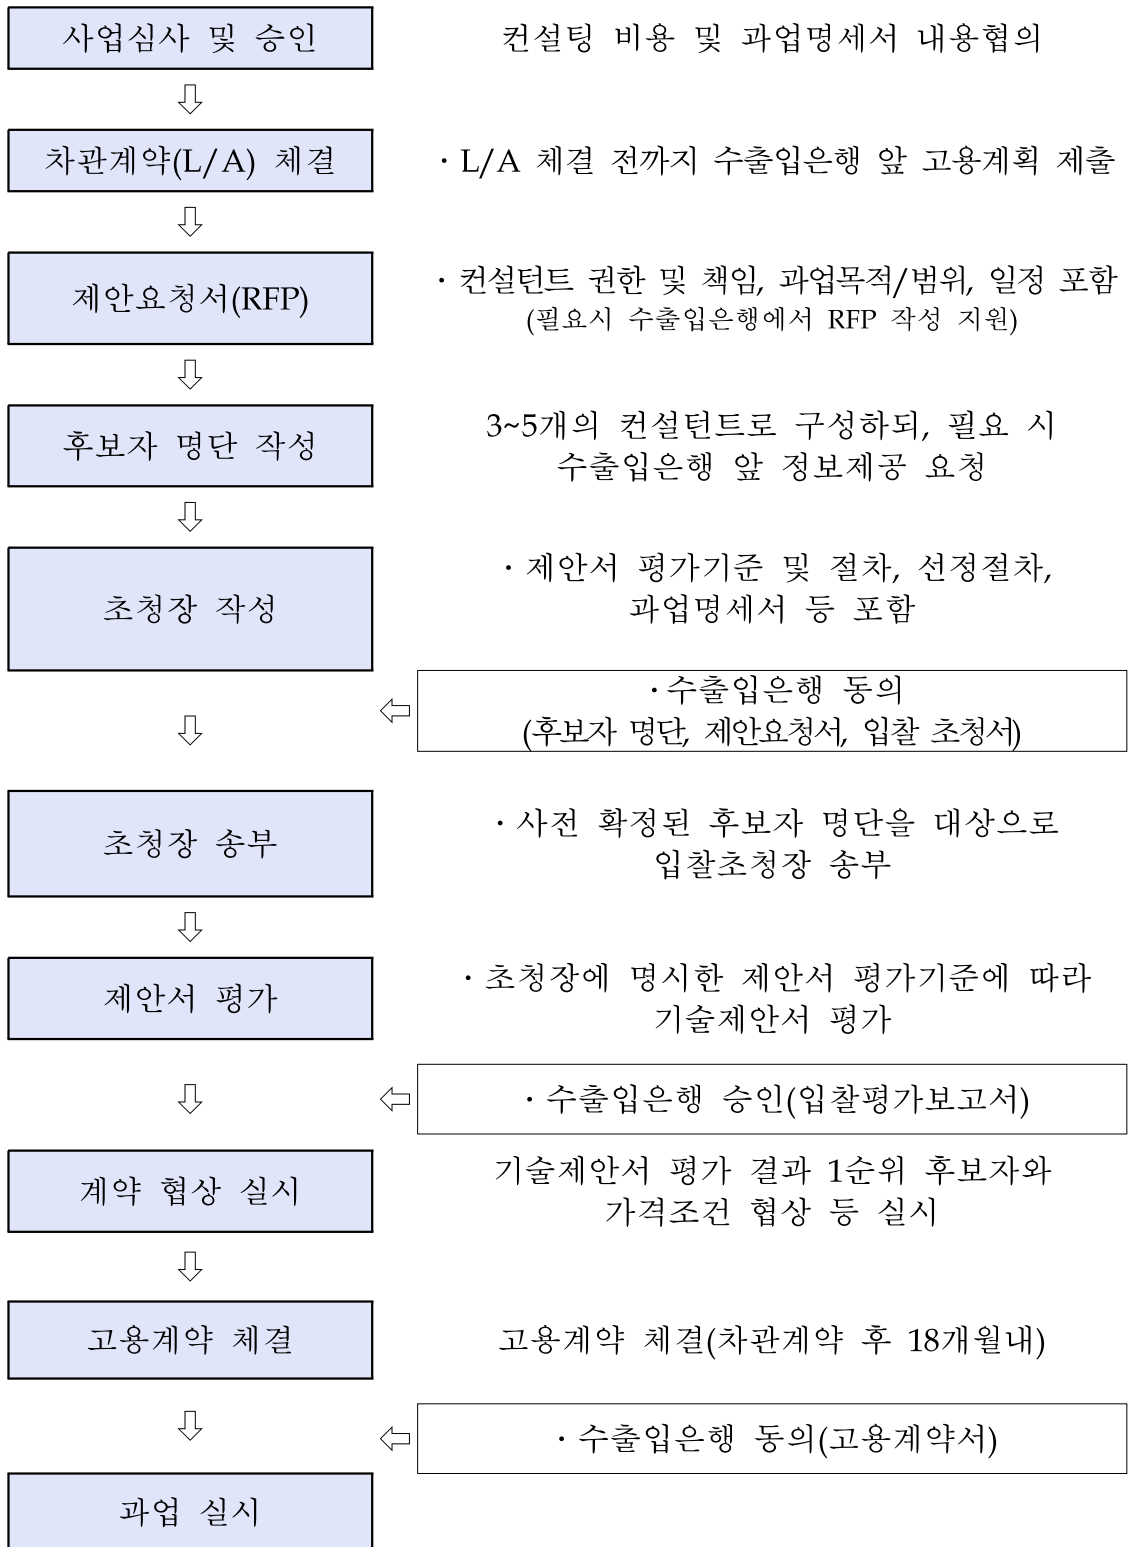 사업심사 및 승인
컨설팅 비용 및 과업명세서 내용협의
차관계약(L/A) 체결
· L/A 체결 전까지 수출입은행 앞 고용계획 제출
제안요청서(RFP)
· 컨설턴트 권한 및 책임, 과업목적/범위, 일정 포함
(필요시 수출입은행에서 RFP 작성 지원)
후보자 명단 작성
3~5개의 컨설턴트로 구성하되, 필요 시
수출입은행 앞 정보제공 요청
초청장 작성
· 제안서 평가기준 및 절차, 선정절차,
과업명세서 등 포함
· 수출입은행 동의
(후보자 명단, 제안요청서, 입찰 초청서)
초청장 송부
· 사전 확정된 후보자 명단을 대상으로
입찰초청장 송부
제안서 평가
· 초청장에 명시한 제안서 평가기준에 따라
기술제안서 평가
· 수출입은행 승인(입찰평가보고서)
계약 협상 실시
기술제안서 평가 결과 1순위 후보자와
가격조건 협상 등 실시
고용계약 체결
고용계약 체결(차관계약 후 18개월내)
· 수출입은행 동의(고용계약서)
과업 실시